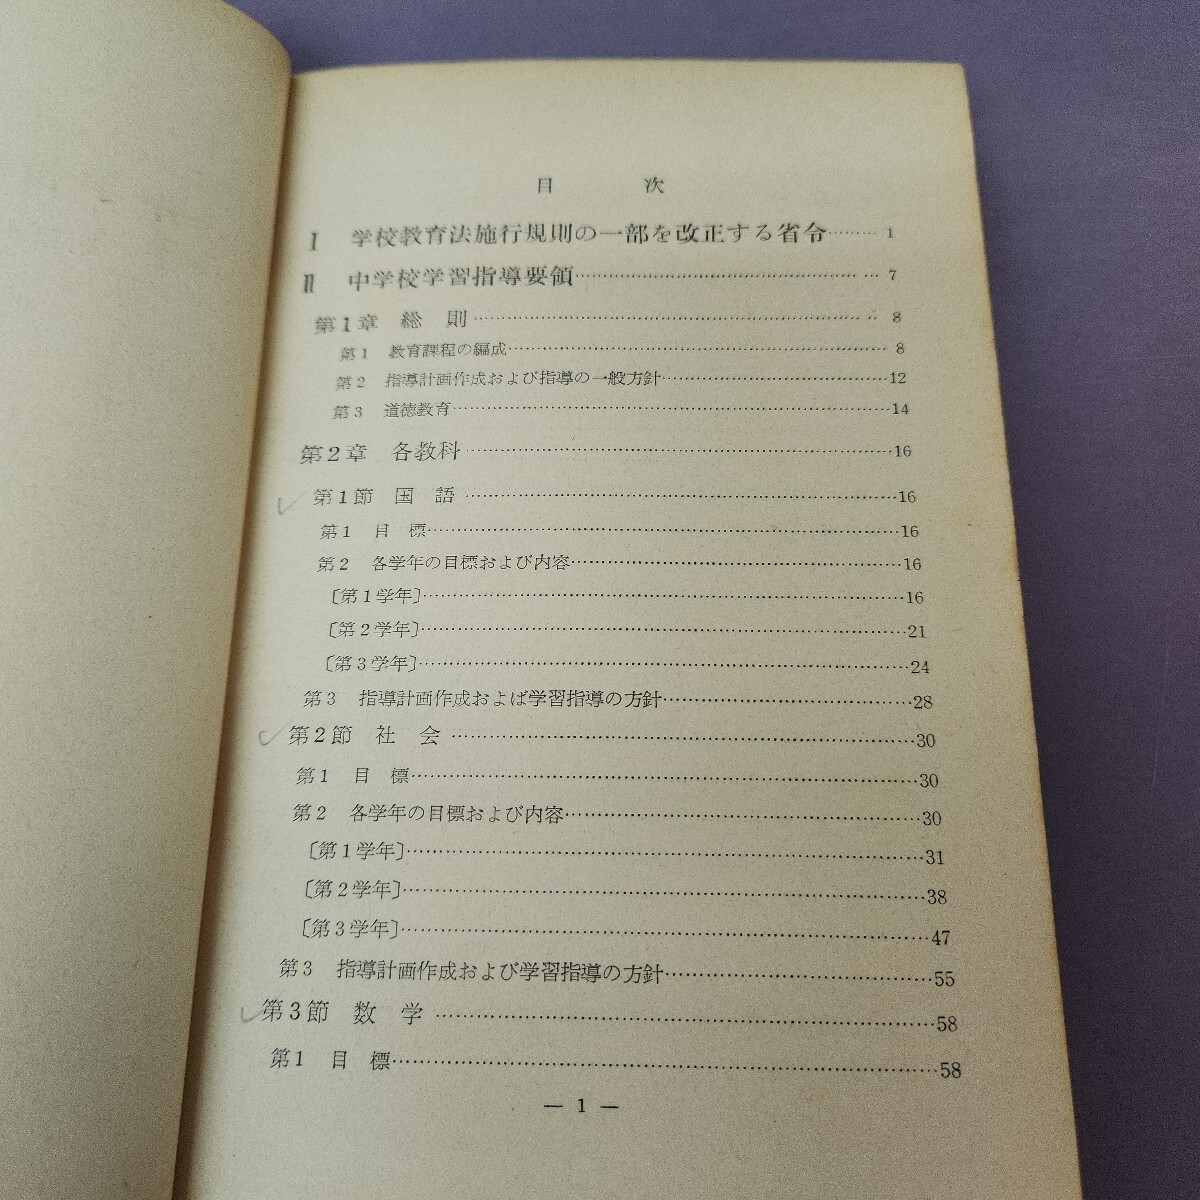 目　次
Ⅰ　学校教育法施行規則の一部を改正する省令………1
Ⅱ　中学校学習指導要領………7
第1章　総　則………8
第1　教育課程の編成………8
第2　指導計画作成および指導の一般方針………12
第3　道徳教育………14
第2章　各教科………16
第1節　国　語………16
第1　目　標………16
第2　各学年の目標および内容………16
〔第1学年〕………16
〔第2学年〕………21
〔第3学年〕………24
第3　指導計画作成およば学習指導の方針………28
第2節　社　会………30
第1　目　標………30
第2　各学年の目標および内容………30
〔第1学年〕………31
〔第2学年〕………38
〔第3学年〕………47
第3　指導計画作成および学習指導の方針………55
第3節　数　学………58
第1　目　標………58
― 1 ―